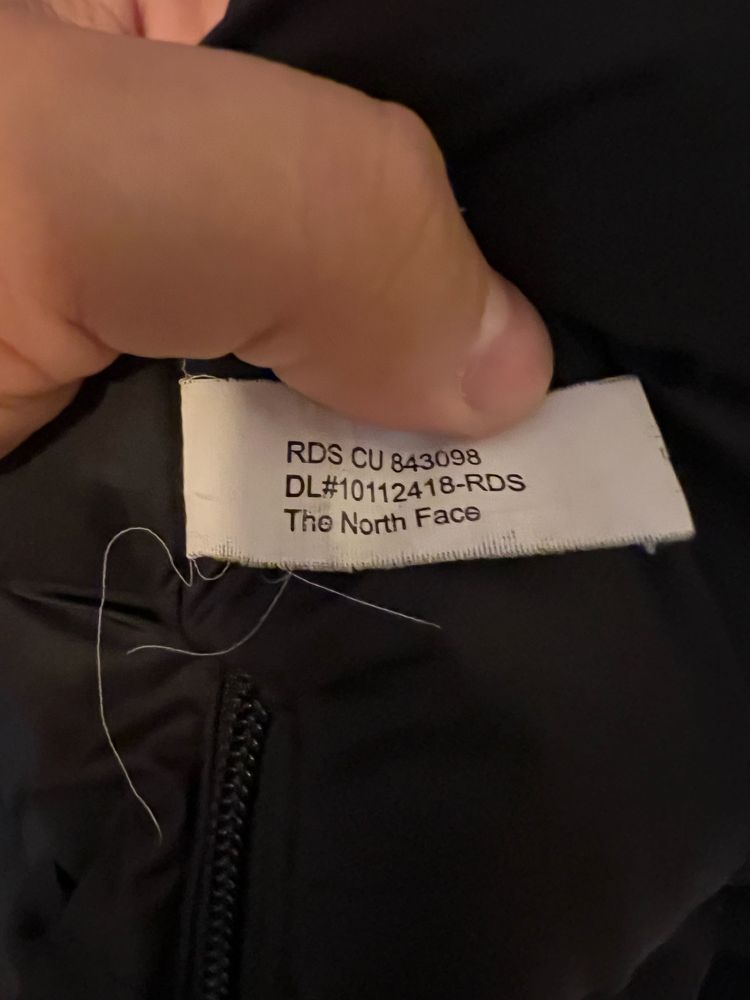 RDS CU 843098
DL#10112418-RDS
The North Face